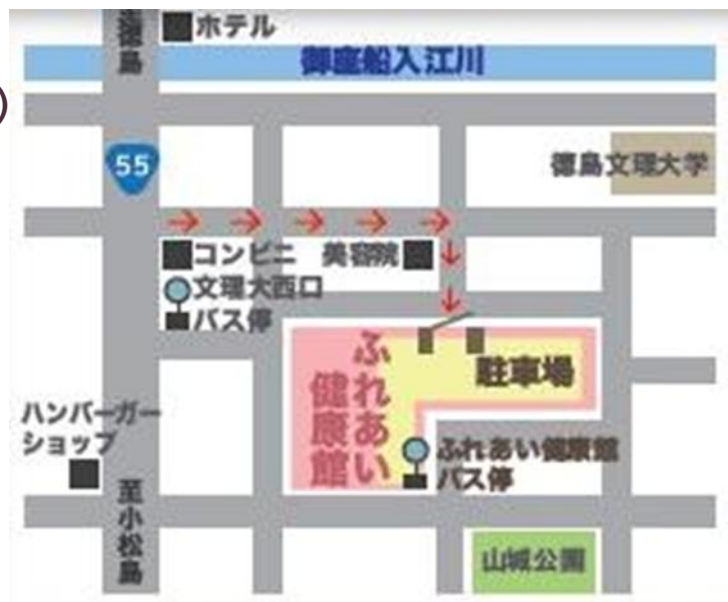 至徳島
ホテル
御座船入江川
)
55
徳島文理大学
コンビニ
美容院
文理大西口
バス停
ふれあい
健康館
駐車場
ハンバーガー
ショップ
ふれあい健康館
バス停
至小松島
山城公園